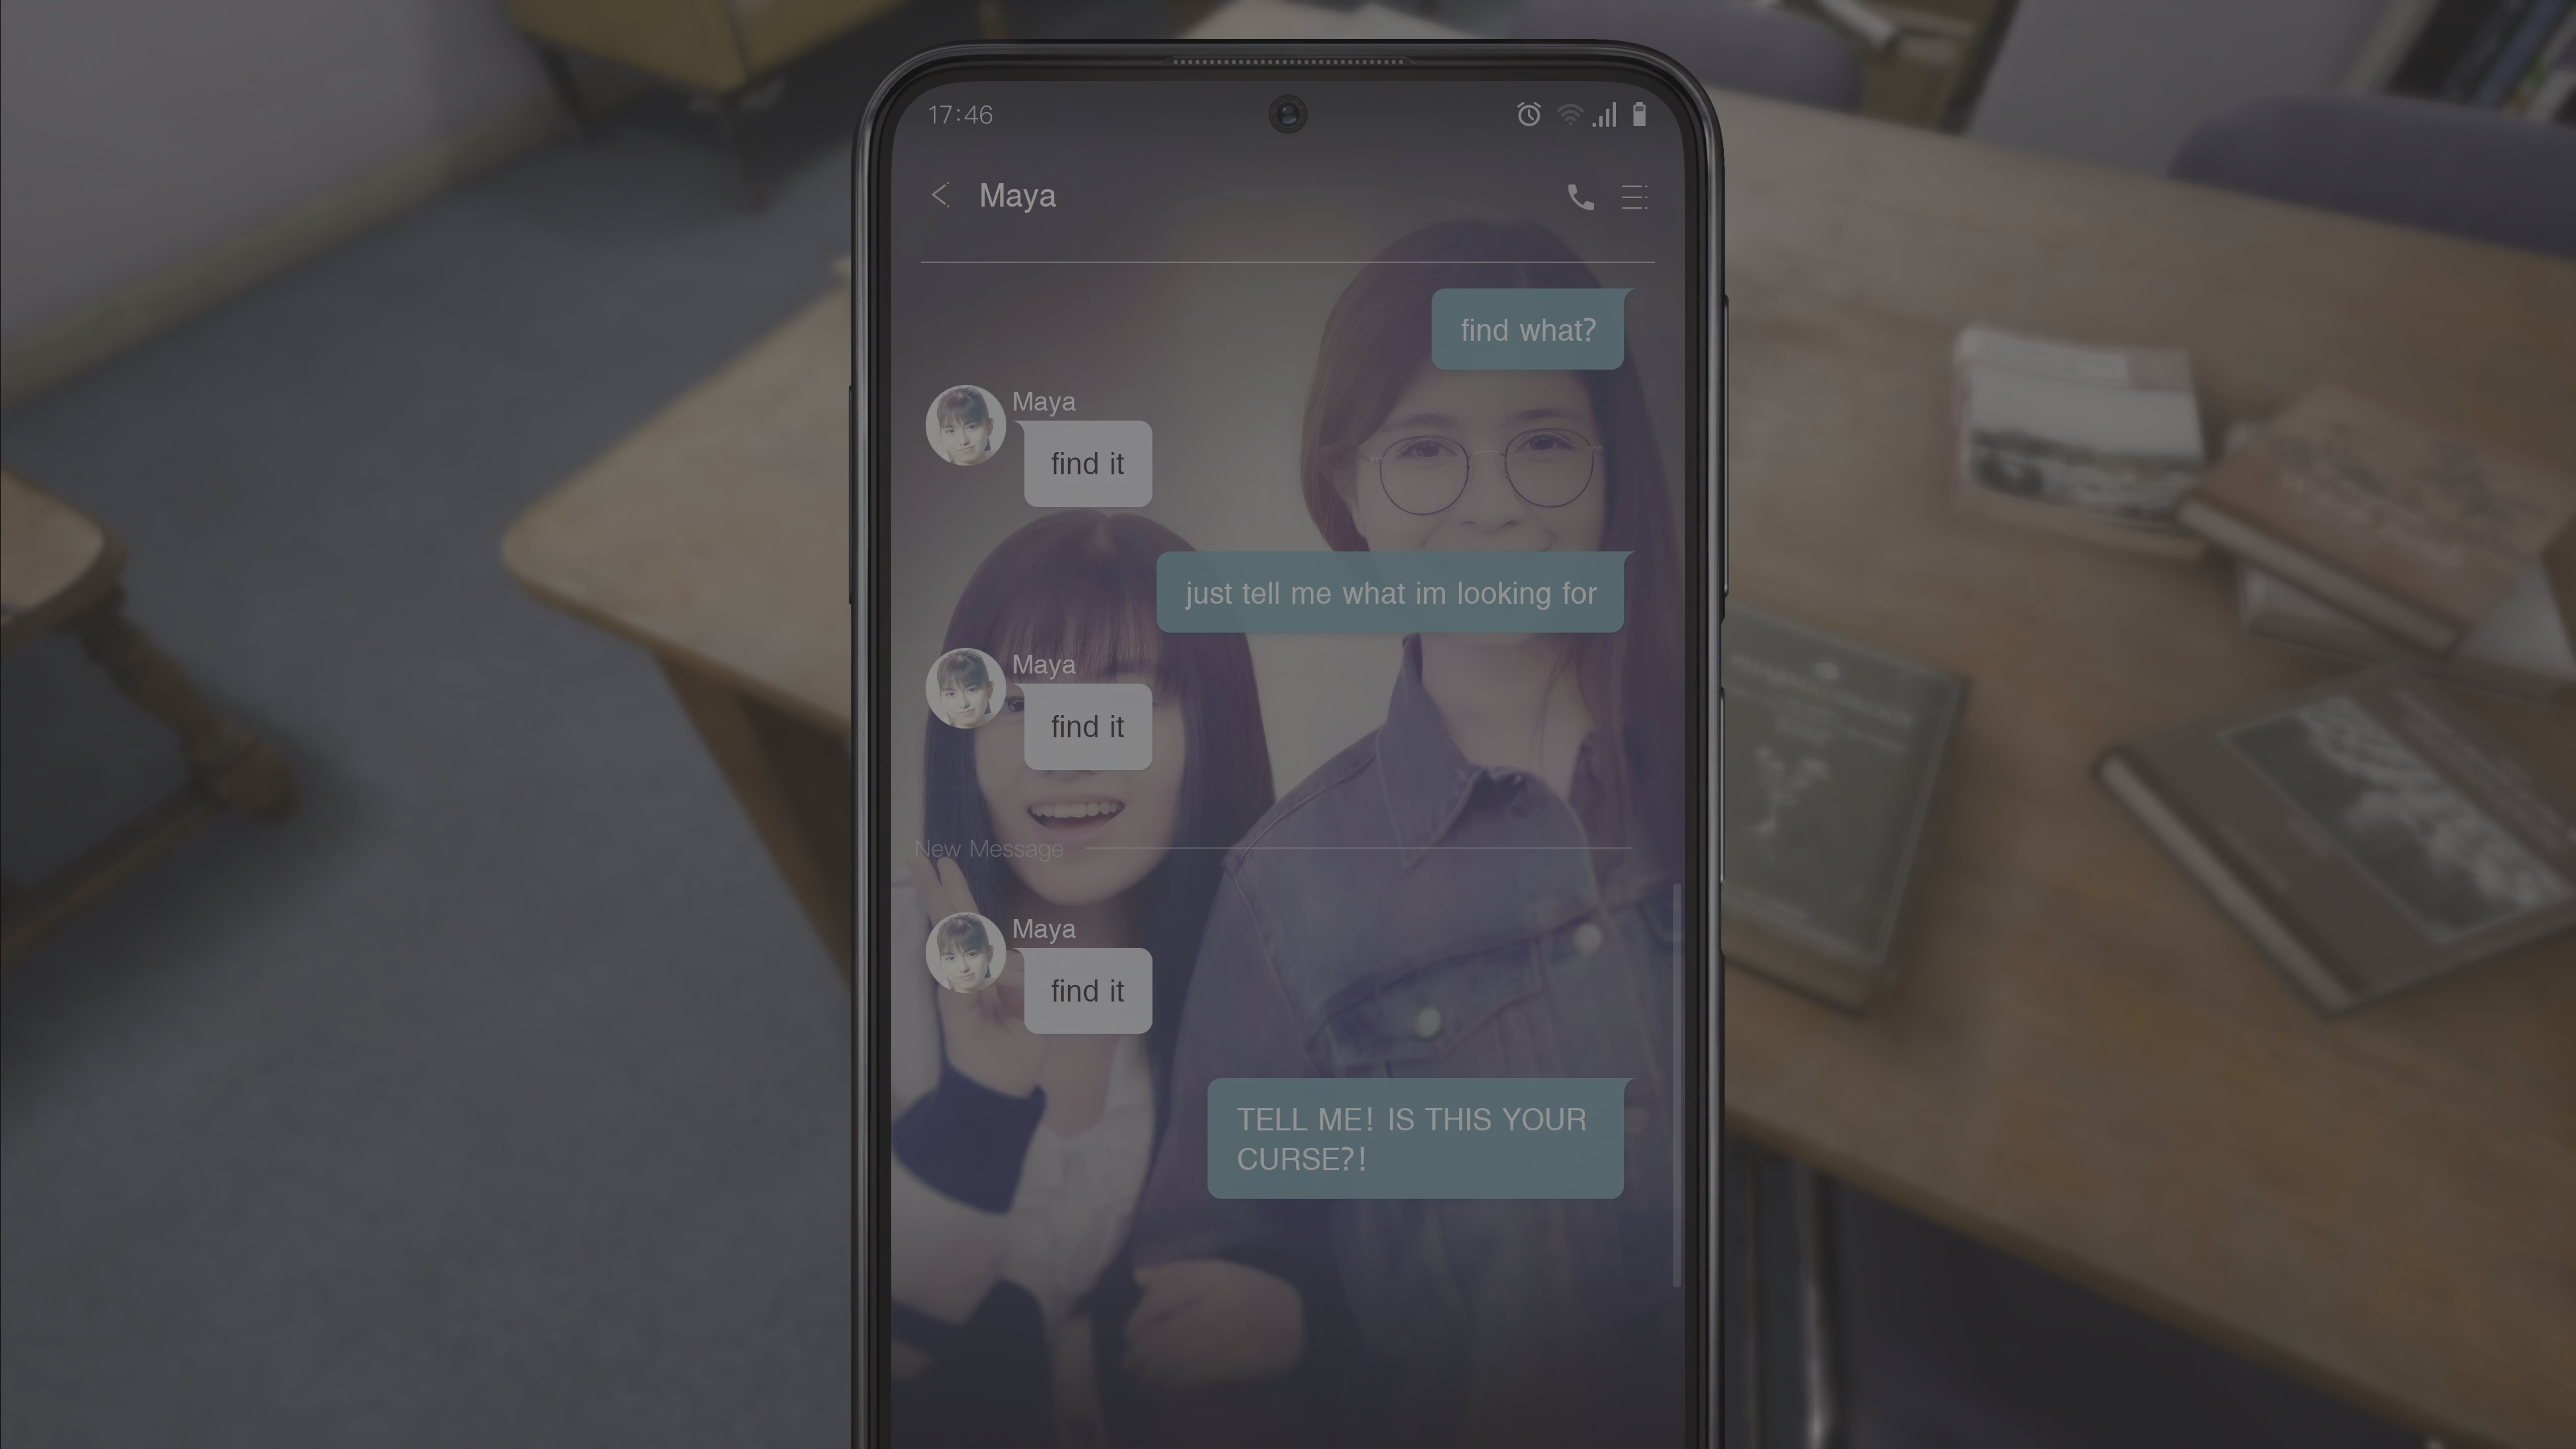 17:46
Maya
find what?
Maya
find it
just tell me what im looking for
Maya
find it
New Message
Maya
find it
TELL ME! IS THIS YOUR
CURSE?!